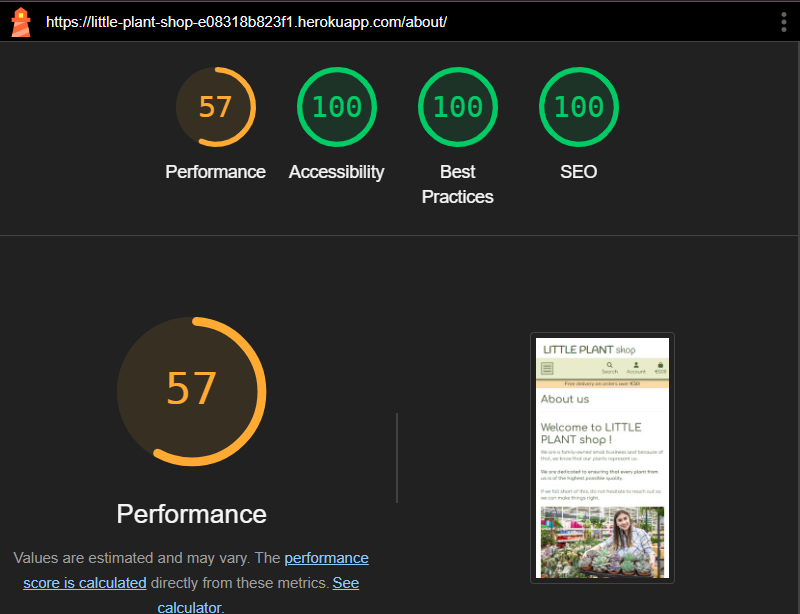 https://little-plant-shop-e08318b823f1.herokuapp.com/about/
57
100
100
100
Performance
Accessibility
Best
Practices
SEO
57
Performance
Values are estimated and may vary. The performance
score is calculated directly from these metrics. See
calculator.
LITTLE PLANT shop
Search
Account
Free delivery on orders over
About us
Welcome to LITTLE
PLANT shop !
We are a family-owned small business and because of
that, we know that our plants represent us.
We are dedicated to ensuring that every plant from
us is of the highest possible quality.
If we fall short of this, do not hesitate to reach out so
we can make things right.